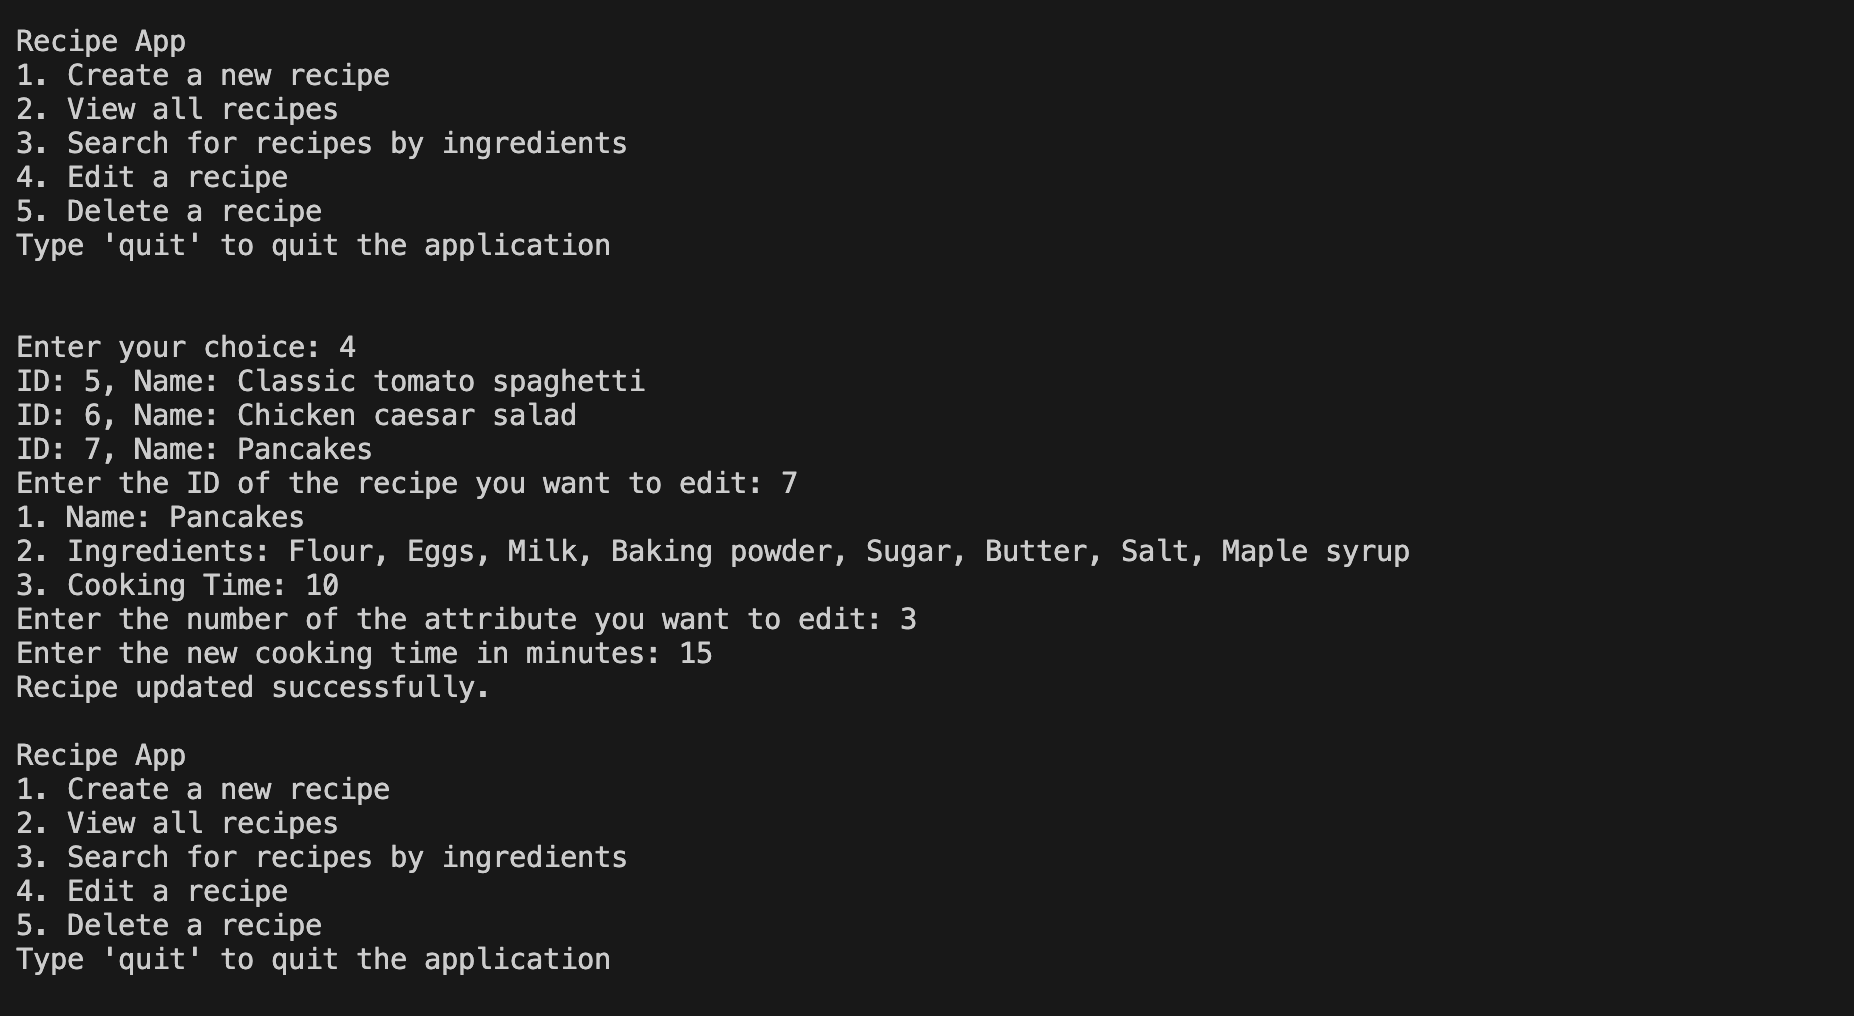 Recipe App
1. Create a new recipe
2. View all recipes
3. Search for recipes by ingredients
4. Edit a recipe
5. Delete a recipe
Type 'quit' to quit the application
Enter your choice: 4
ID: 5, Name: Classic tomato spaghetti
ID: 6, Name: Chicken caesar salad
ID: 7, Name: Pancakes
Enter the ID of the recipe you want to edit: 7
1. Name: Pancakes
2. Ingredients: Flour, Eggs, Milk, Baking powder, Sugar, Butter, Salt, Maple syrup
3. Cooking Time: 10
Enter the number of the attribute you want to edit: 3
Enter the new cooking time in minutes: 15
Recipe updated successfully.
Recipe App
1. Create a new recipe
2. View all recipes
3. Search for recipes by ingredients
4. Edit a recipe
5. Delete a recipe
Type 'quit' to quit the application